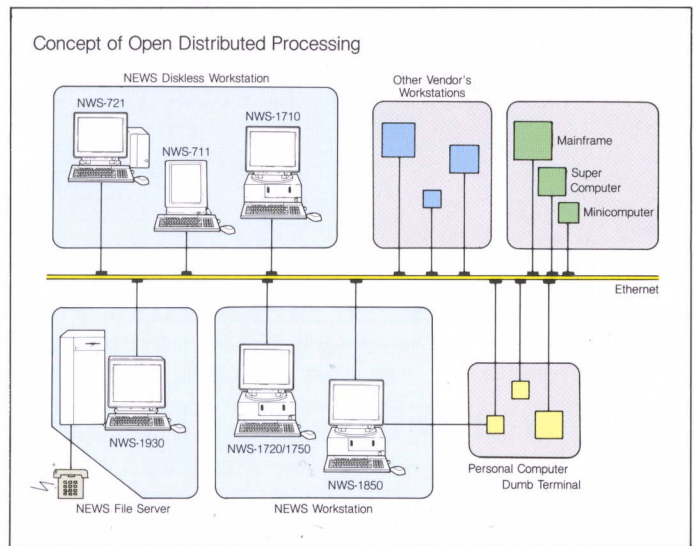 Concept of Open Distributed Processing
NEWS Diskless Workstation
NWS-721
NWS-711
NWS-1710
Other Vendor's
Workstations
Mainframe
Super
Computer
Minicomputer
Ethernet
NWS-1930
NEWS File Server
NWS-1720/1750
NWS-1850
NEWS Workstation
Personal Computer
Dumb Terminal